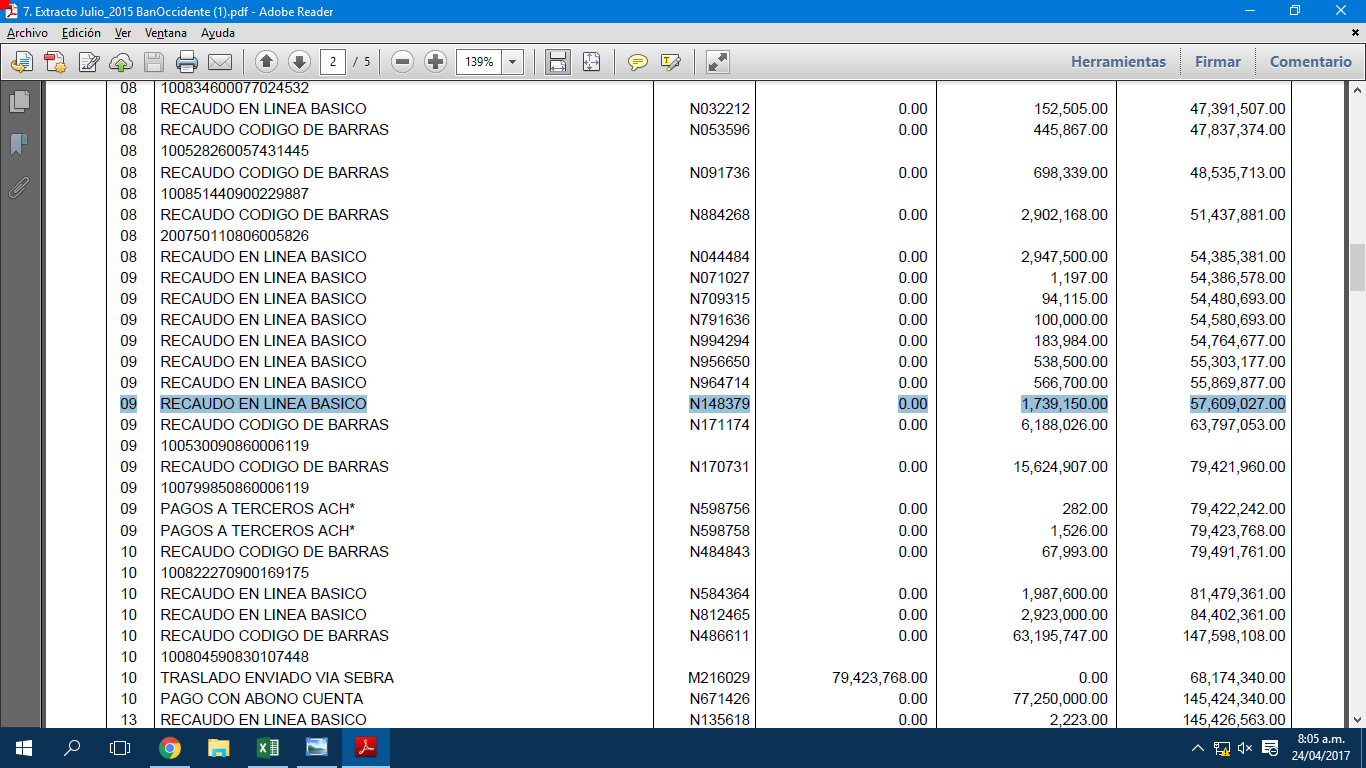 7. Extracto Julio_2015 BanOccidente (1).pdf - Adobe Reader
Archivo Edición Ver Ventana Ayuda
2 / 5 139% Herramientas Firmar Comentario
08 100834600077024532
08 RECAUDO EN LINEA BASICO N032212 0.00 152,505.00 47,391,507.00
08 RECAUDO CODIGO DE BARRAS N053596 0.00 445,867.00 47,837,374.00
08 100528260057431445
08 RECAUDO CODIGO DE BARRAS N091736 0.00 698,339.00 48,535,713.00
08 100851440900229887
08 RECAUDO CODIGO DE BARRAS N884268 0.00 2,902,168.00 51,437,881.00
08 200750110806005826
08 RECAUDO EN LINEA BASICO N044484 0.00 2,947,500.00 54,385,381.00
09 RECAUDO EN LINEA BASICO N071027 0.00 1,197.00 54,386,578.00
09 RECAUDO EN LINEA BASICO N709315 0.00 94,115.00 54,480,693.00
09 RECAUDO EN LINEA BASICO N791636 0.00 100,000.00 54,580,693.00
09 RECAUDO EN LINEA BASICO N994294 0.00 183,984.00 54,764,677.00
09 RECAUDO EN LINEA BASICO N956650 0.00 538,500.00 55,303,177.00
09 RECAUDO EN LINEA BASICO N964714 0.00 566,700.00 55,869,877.00
09 RECAUDO EN LINEA BASICO N148379 0.00 1,739,150.00 57,609,027.00
09 RECAUDO CODIGO DE BARRAS N171174 0.00 6,188,026.00 63,797,053.00
09 100530090860006119
09 RECAUDO CODIGO DE BARRAS N170731 0.00 15,624,907.00 79,421,960.00
09 100799850860006119
09 PAGOS A TERCEROS ACH* N598756 0.00 282.00 79,422,242.00
09 PAGOS A TERCEROS ACH* N598758 0.00 1,526.00 79,423,768.00
10 RECAUDO CODIGO DE BARRAS N484843 0.00 67,993.00 79,491,761.00
10 100822270900169175
10 RECAUDO EN LINEA BASICO N584364 0.00 1,987,600.00 81,479,361.00
10 RECAUDO EN LINEA BASICO N812465 0.00 2,923,000.00 84,402,361.00
10 RECAUDO CODIGO DE BARRAS N486611 0.00 63,195,747.00 147,598,108.00
10 100804590830107448
10 TRASLADO ENVIADO VIA SEBRA M216029 79,423,768.00 0.00 68,174,340.00
10 PAGO CON ABONO CUENTA N671426 0.00 77,250,000.00 145,424,340.00
13 RECAUDO EN LINEA BASICO N135618 0.00 2,223.00 145,426,563.00
8:05 a.m.
24/04/2017